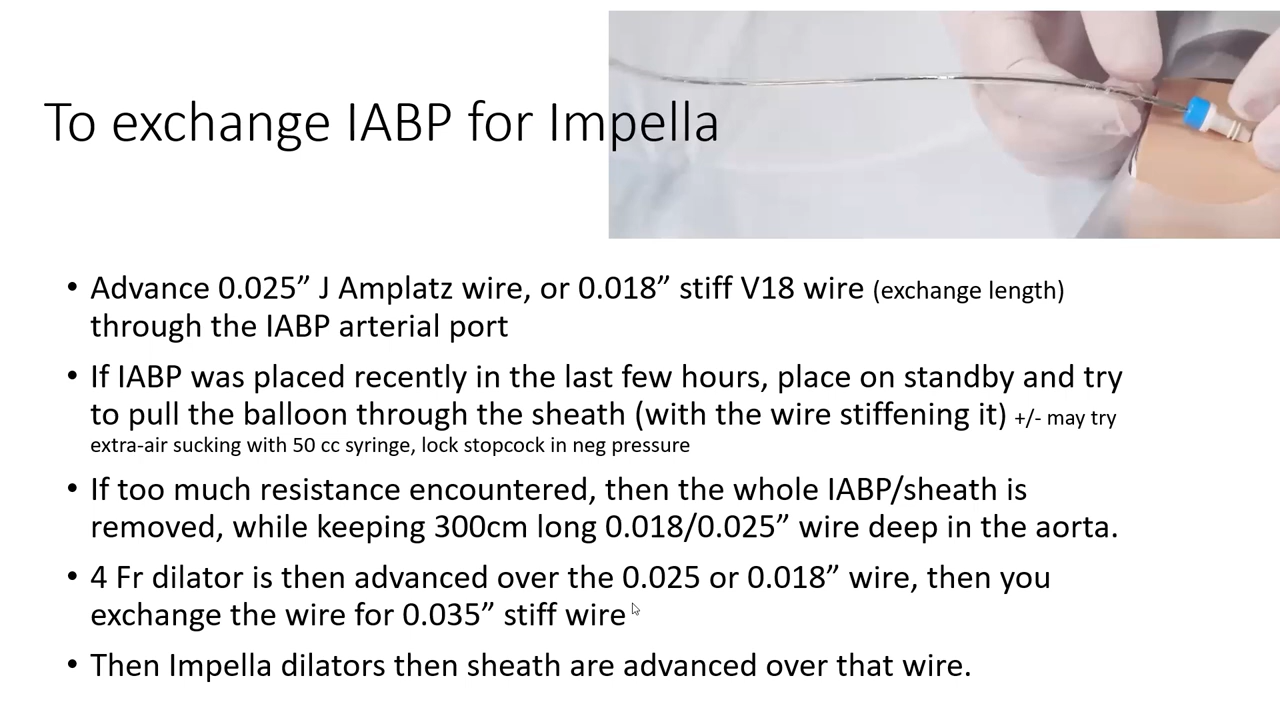 To exchange IABP for Impella
• Advance 0.025” J Amplatz wire, or 0.018” stiff V18 wire (exchange length)
through the IABP arterial port
• If IABP was placed recently in the last few hours, place on standby and try
to pull the balloon through the sheath (with the wire stiffening it) +/- may try
extra-air sucking with 50 cc syringe, lock stopcock in neg pressure
• If too much resistance encountered, then the whole IABP/sheath is
removed, while keeping 300cm long 0.018/0.025” wire deep in the aorta.
• 4 Fr dilator is then advanced over the 0.025 or 0.018” wire, then you
exchange the wire for 0.035” stiff wire
• Then Impella dilators then sheath are advanced over that wire.